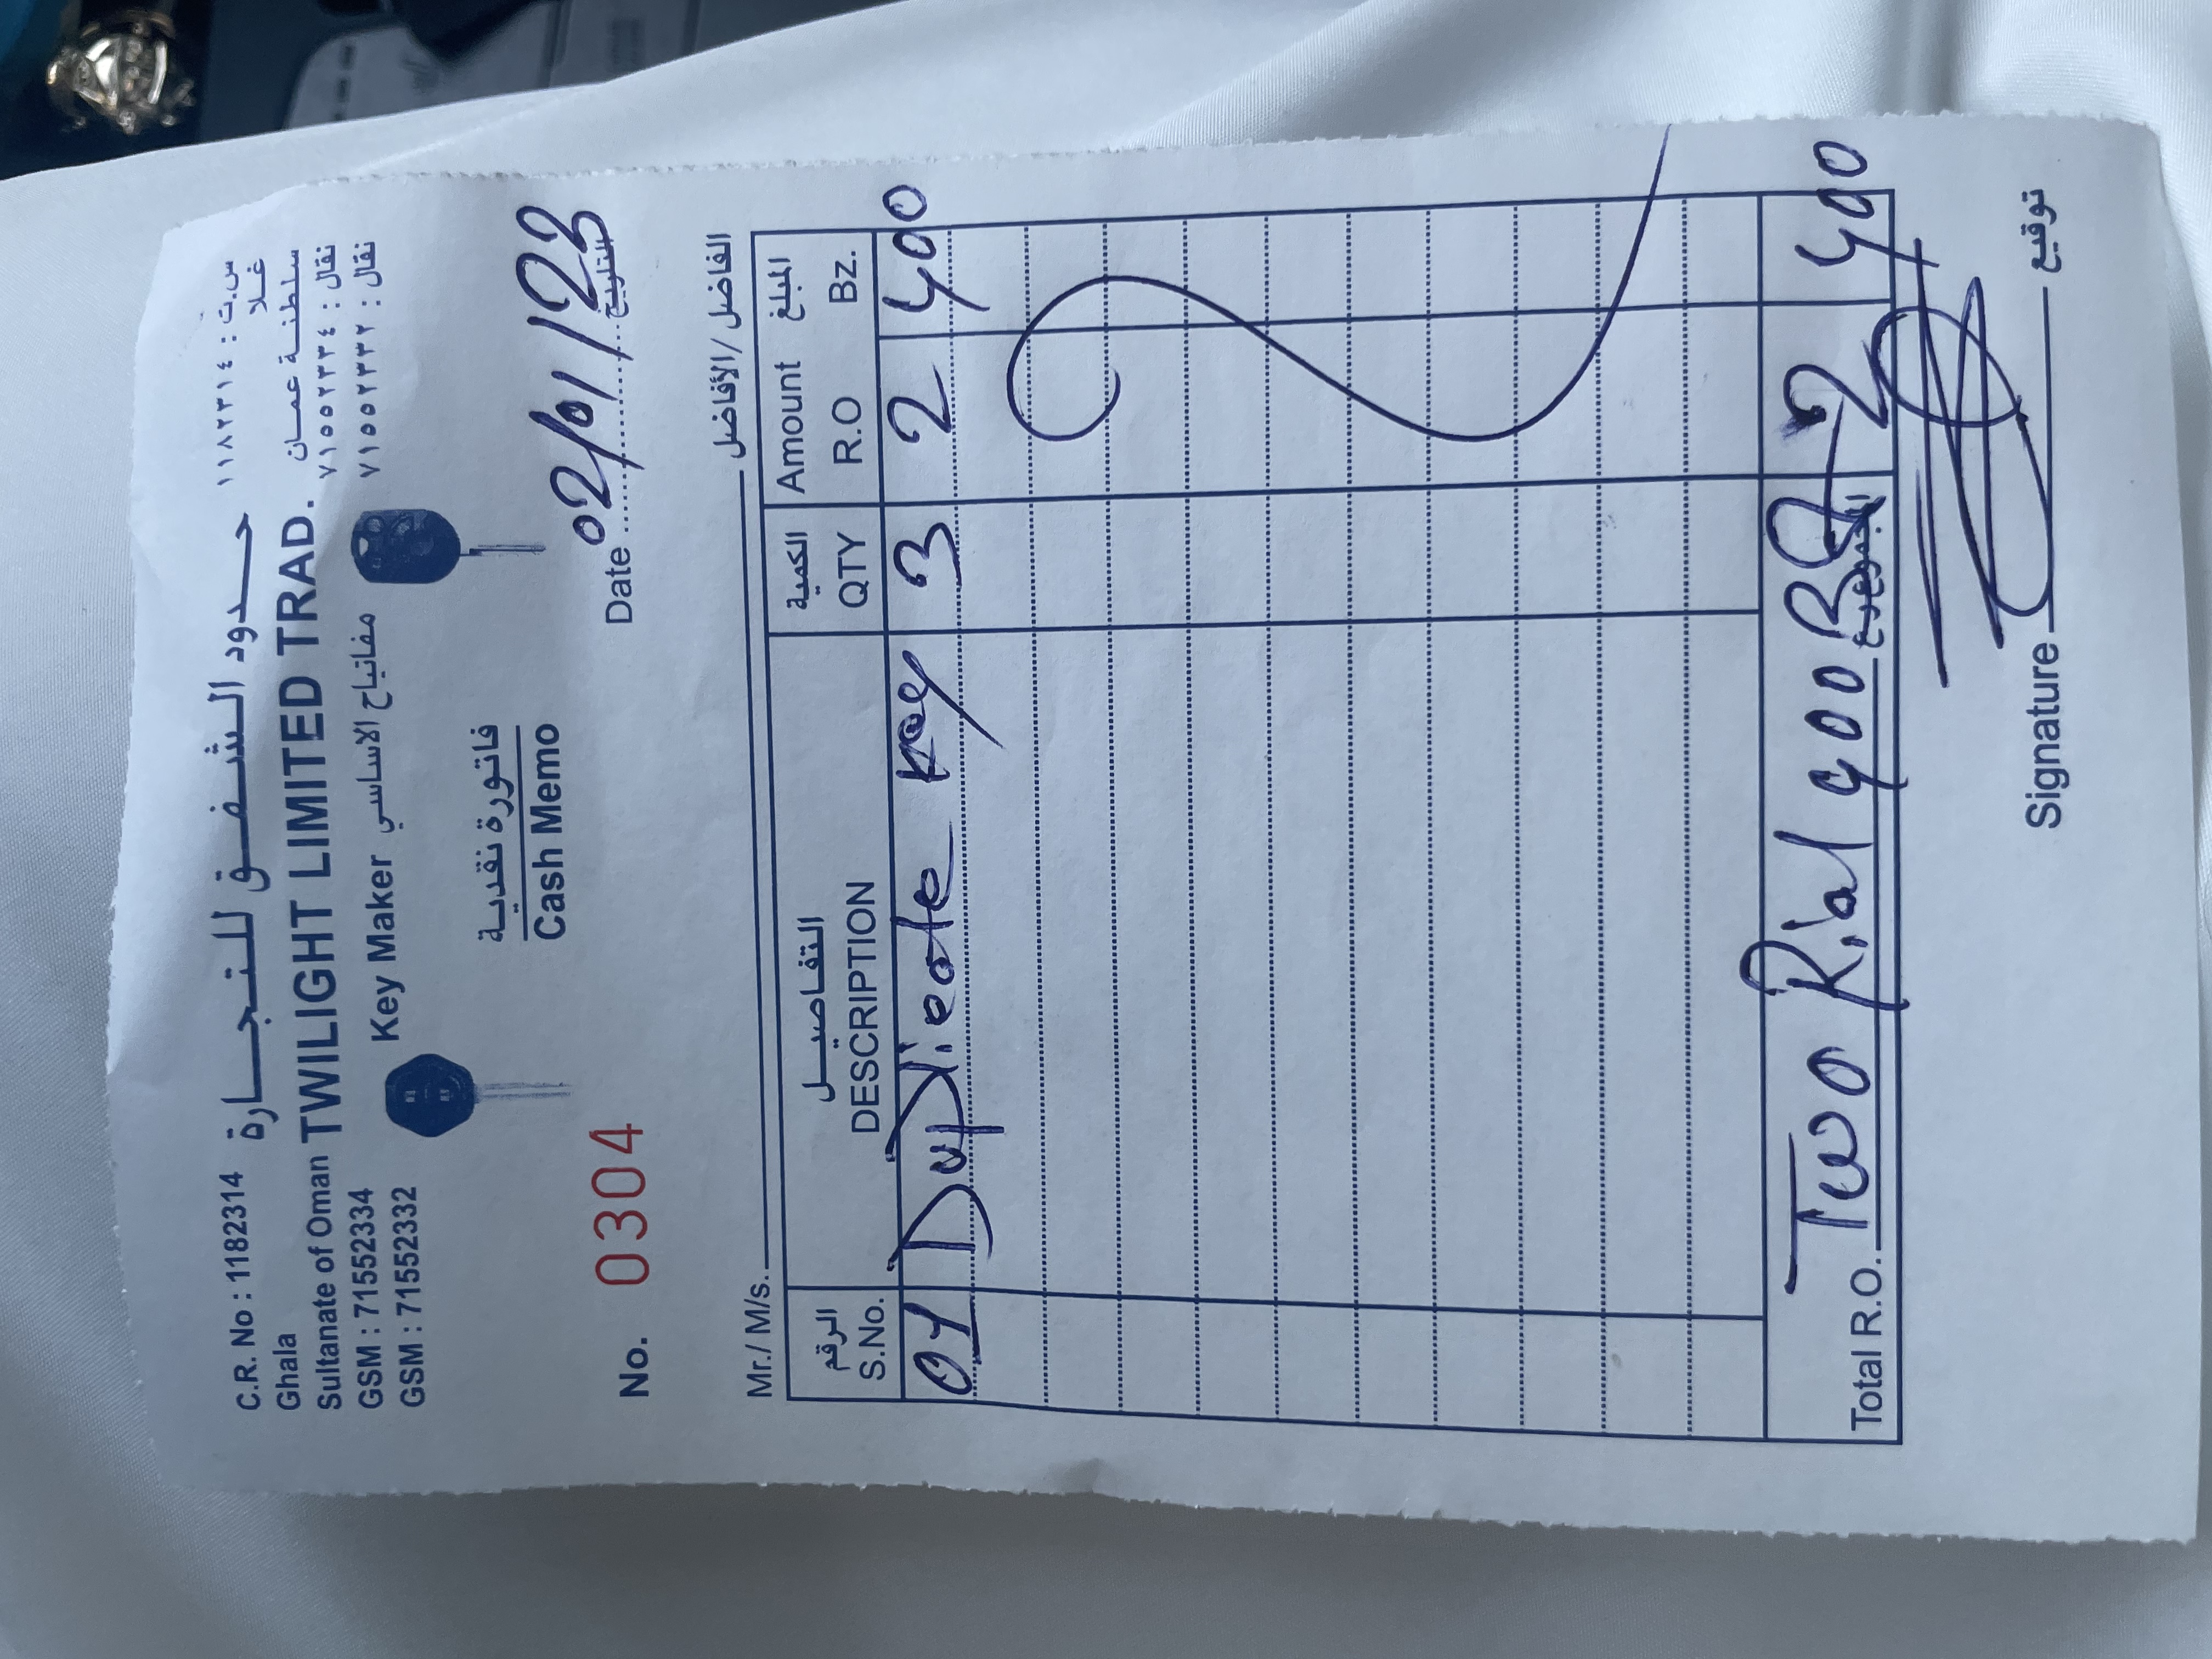 C.R. No : 1182314 س.ت : ١١٨٢٣١٤
حدود الشفق للتجارة
Ghala غلا
Sultanate of Oman سلطنة عمان
TWILIGHT LIMITED TRAD.
GSM : 71552334 نقال : ٧١٥٥٢٣٣٤
GSM : 71552332 نقال : ٧١٥٥٢٣٣٢
Key Maker مفاتیاح الاساسي
فاتورة نقدية
Cash Memo
No. 0304
Date 02/01/23 التاريخ
Mr./ M/s. الفاضل / الأفاضل
الرقم التفاصيل الكمية Amount المبلغ
S.No. DESCRIPTION QTY R.O Bz.
01 Duplicate Key 3 2 400
Total R.O. Two Rial 400 BZ المجموع ر.ع 2 400
Signature توقيع